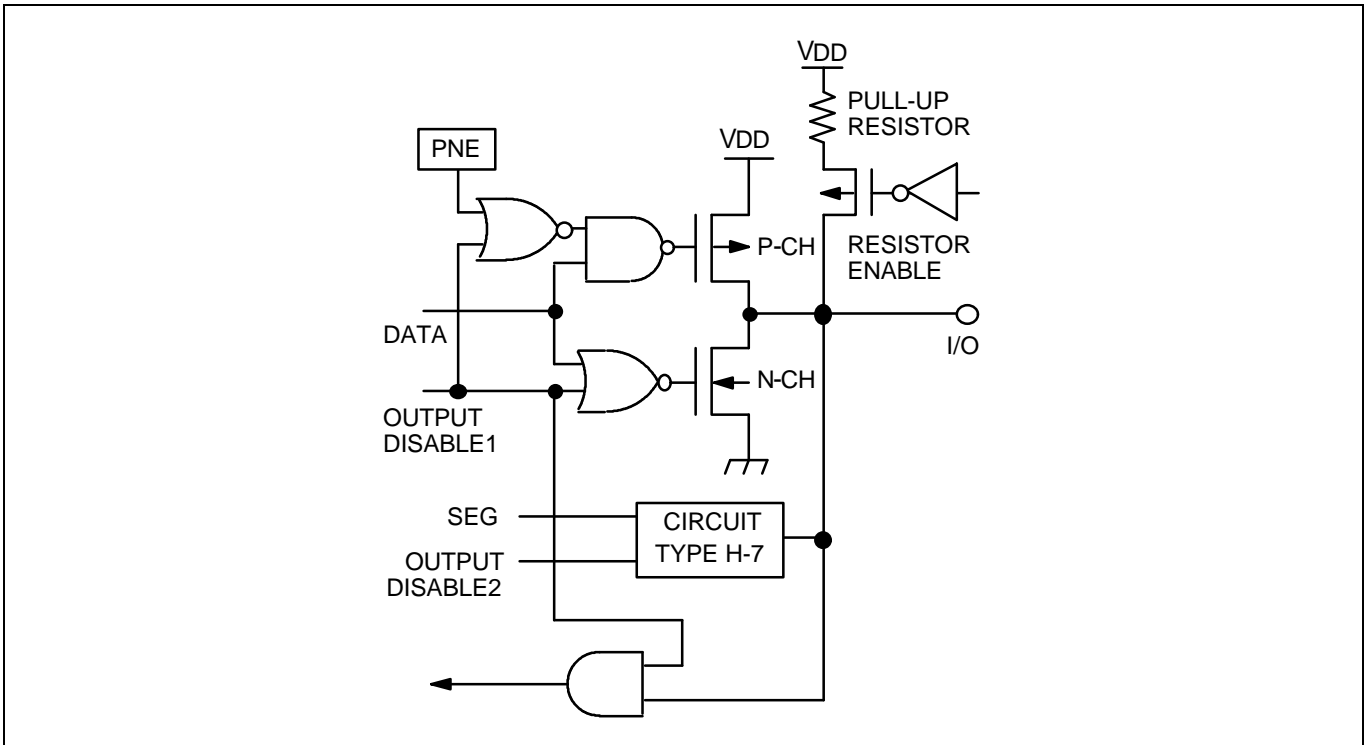 VDD
PULL-UP
RESISTOR
PNE
VDD
P-CH
RESISTOR
ENABLE
DATA
I/O
N-CH
OUTPUT
DISABLE1
SEG
CIRCUIT
TYPE H-7
OUTPUT
DISABLE2